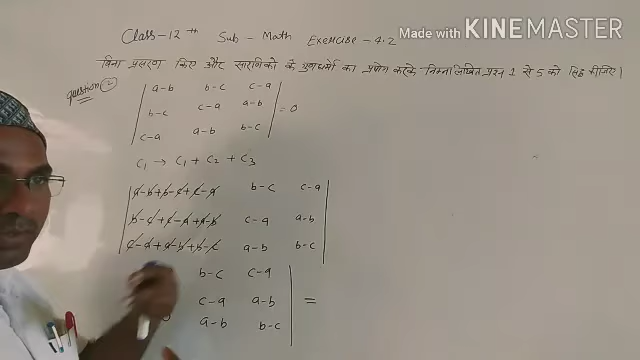 Made with KINEMASTER
Class-12th Sub-Math Exercise-4.2
बिना प्रसरण किए और सारणिकों के गुणधर्मो का प्रयोग करके निम्नलिखित प्रश्न 1 से 5 को सिद्ध कीजिए।
question ②
| a-b b-c c-a |
| b-c c-a a-b | = 0
| c-a a-b b-c |
C₁ → C₁ + C₂ + C₃
| a-b+b-c+c-a b-c c-a |
| b-c+c-a+a-b c-a a-b |
| c-a+a-b+b-c a-b b-c |
b-c c-a |
c-a a-b | =
a-b b-c |